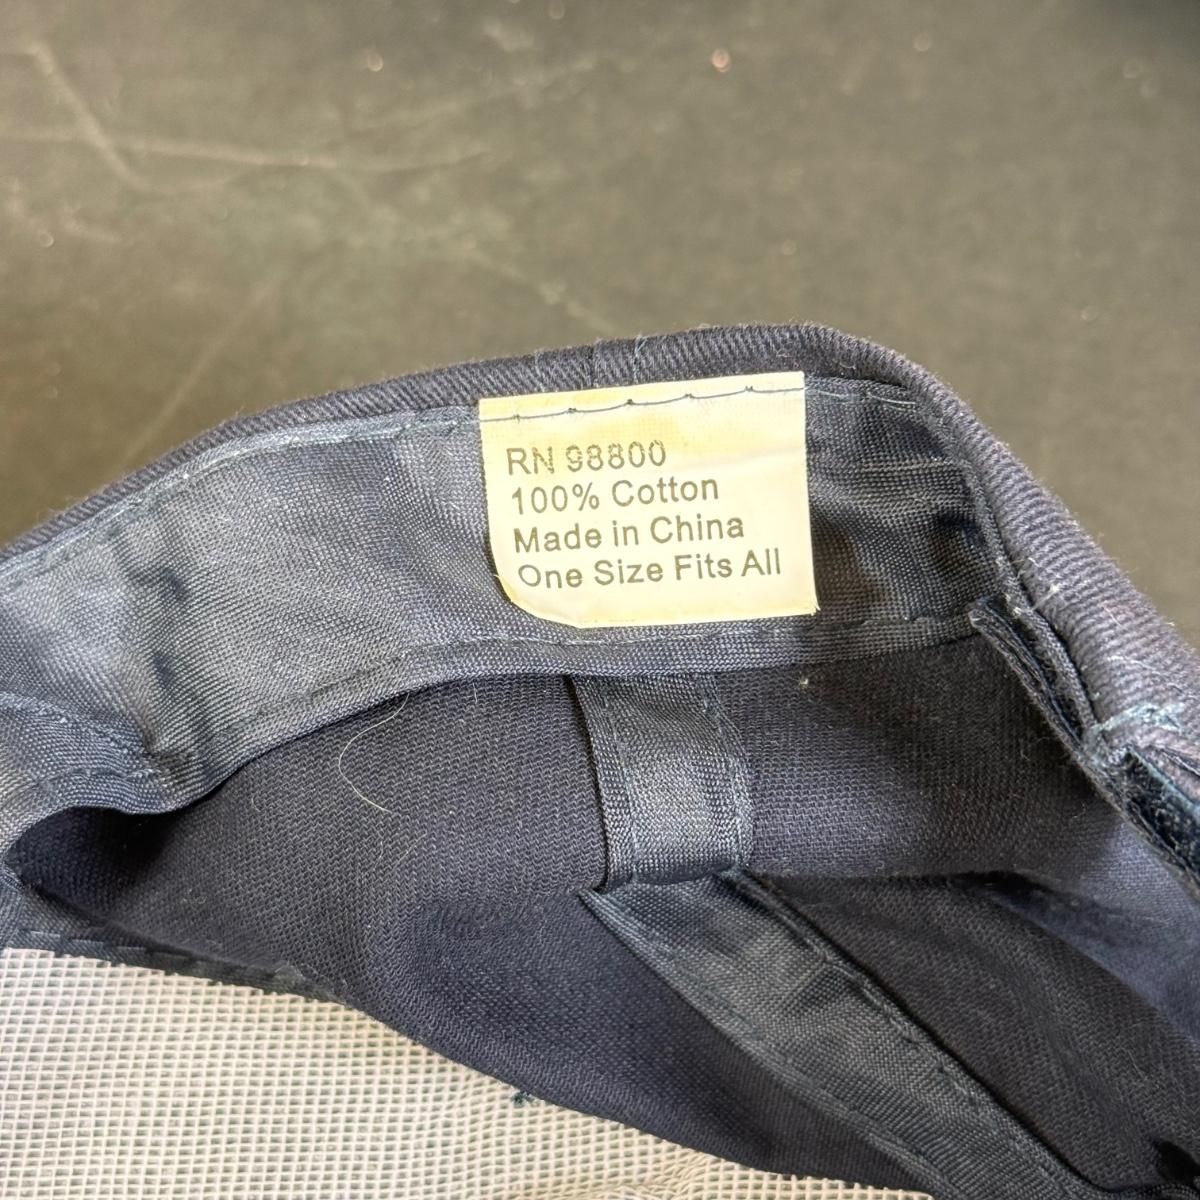 RN 98800
100% Cotton
Made in China
One Size Fits All